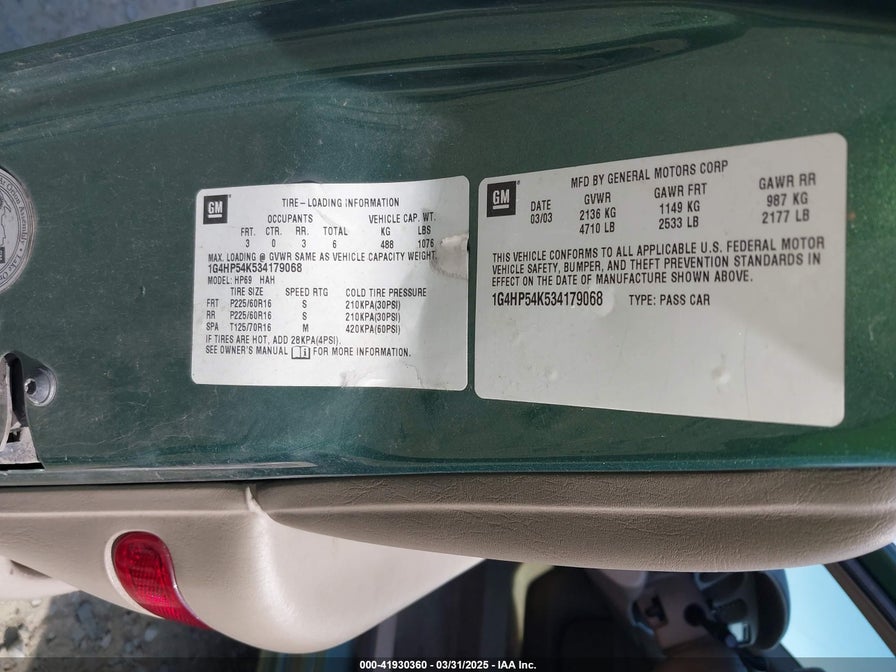 GM
TIRE-LOADING INFORMATION
OCCUPANTS VEHICLE CAP. WT.
FRT. CTR. RR. TOTAL KG LBS
3 0 3 6 488 1076
MAX. LOADING @ GVWR SAME AS VEHICLE CAPACITY WEIGHT.
1G4HP54K534179068
MODEL: HP69 HAH
TIRE SIZE SPEED RTG COLD TIRE PRESSURE
FRT P225/60R16 S 210KPA(30PSI)
RR P225/60R16 S 210KPA(30PSI)
SPA T125/70R16 M 420KPA(60PSI)
IF TIRES ARE HOT, ADD 28KPA(4PSI).
SEE OWNER'S MANUAL FOR MORE INFORMATION.
GM
MFD BY GENERAL MOTORS CORP
DATE GVWR GAWR FRT GAWR RR
03/03 2136 KG 1149 KG 987 KG
4710 LB 2533 LB 2177 LB
THIS VEHICLE CONFORMS TO ALL APPLICABLE U.S. FEDERAL MOTOR
VEHICLE SAFETY, BUMPER, AND THEFT PREVENTION STANDARDS IN
EFFECT ON THE DATE OF MANUFACTURE SHOWN ABOVE.
1G4HP54K534179068 TYPE: PASS CAR
000-41930360 - 03/31/2025 - IAA Inc.